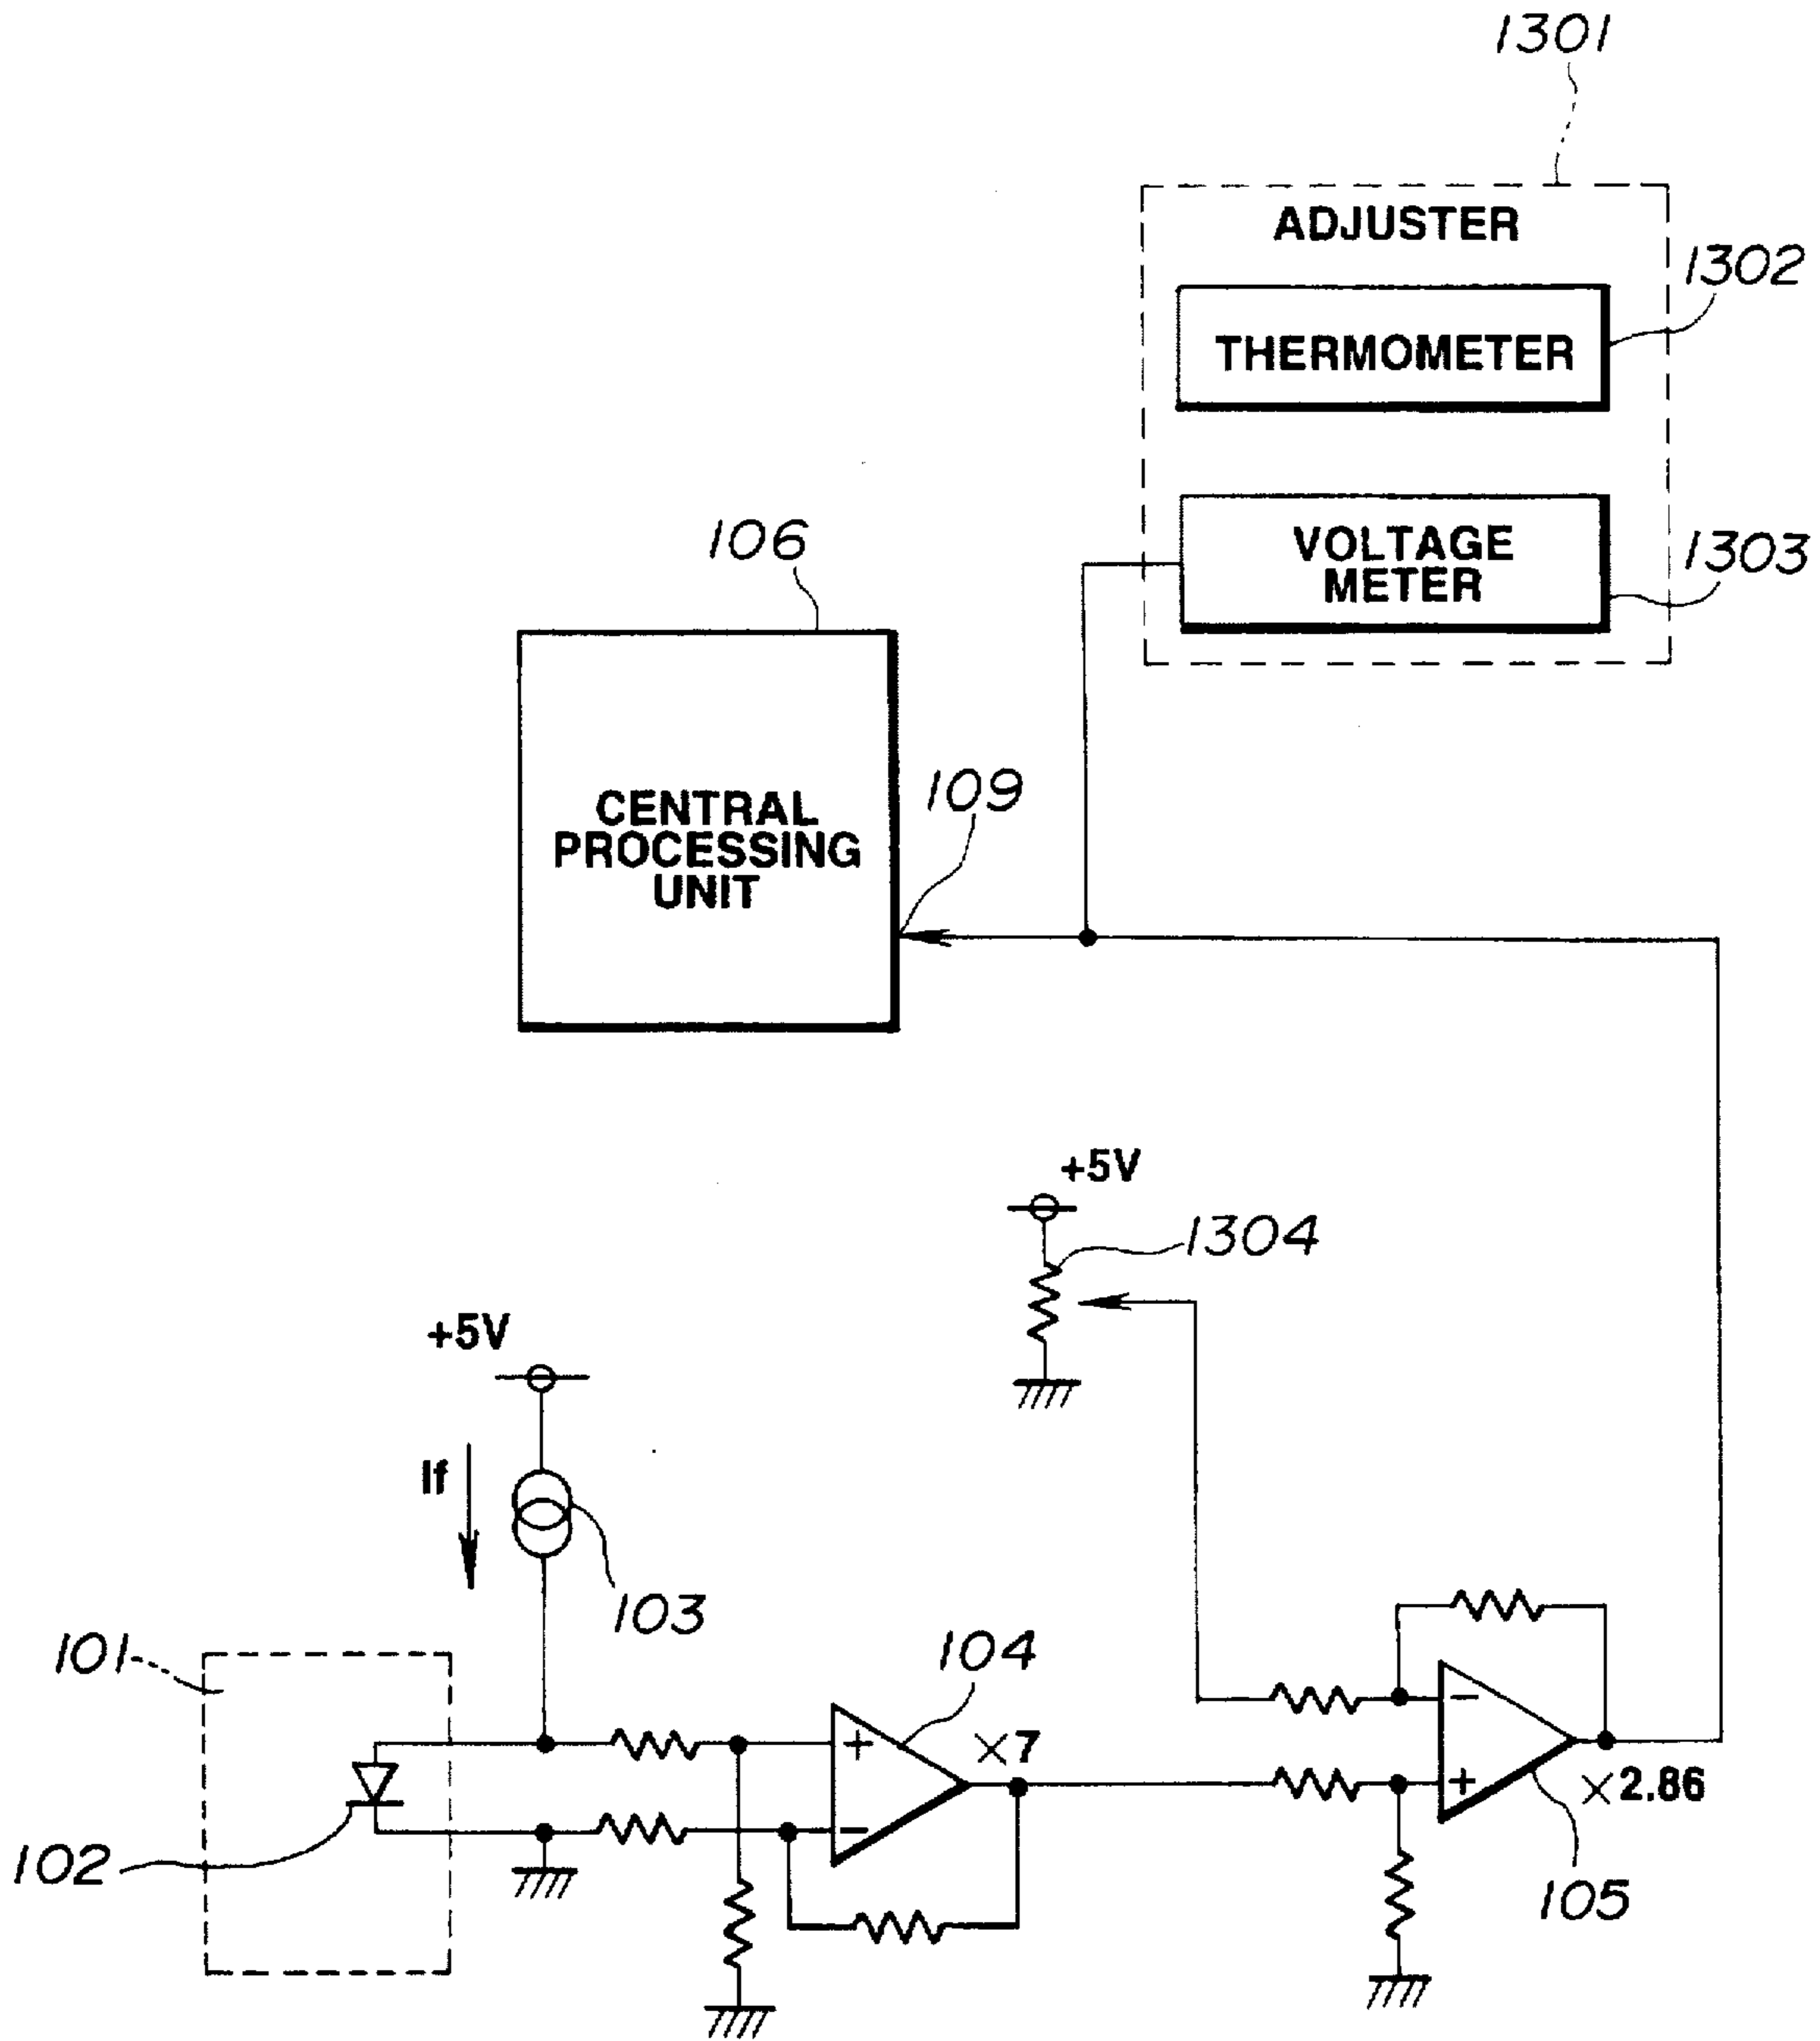 1301
ADJUSTER
1302
THERMOMETER
106
VOLTAGE
METER
1303
109
CENTRAL
PROCESSING
UNIT
+5V
1304
+5V
If
103
101
104
×7
+
−
−
+
×2.86
102
105